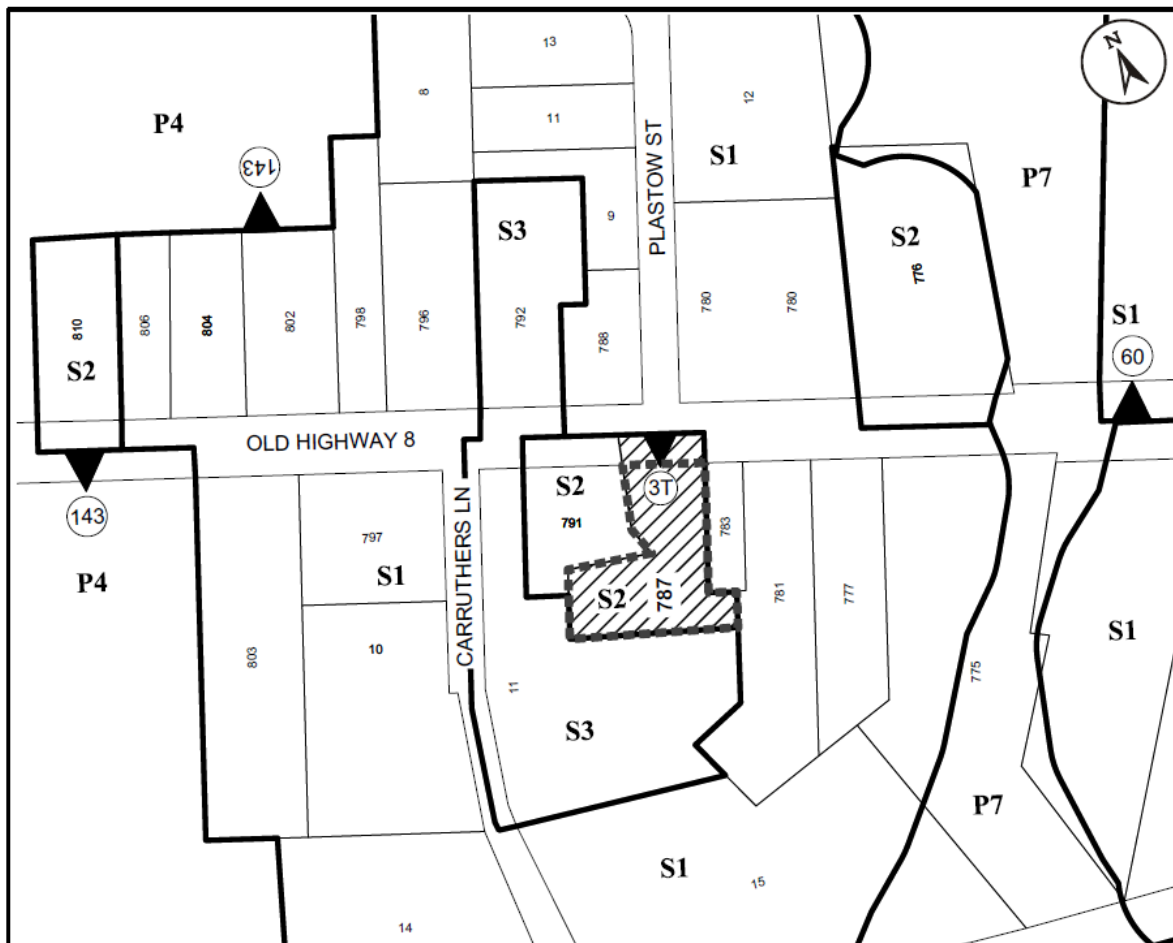 N
13
8
12
P4
11
PLASTOW ST
S1
143
P7
9
S3
S2
776
810
806
804
802
798
796
792
788
780
780
S1
S2
60
OLD HIGHWAY 8
S2
3T
143
791
783
797
P4
S1
CARRUTHERS LN
S2
787
781
777
S1
10
803
11
775
S3
P7
S1
15
14